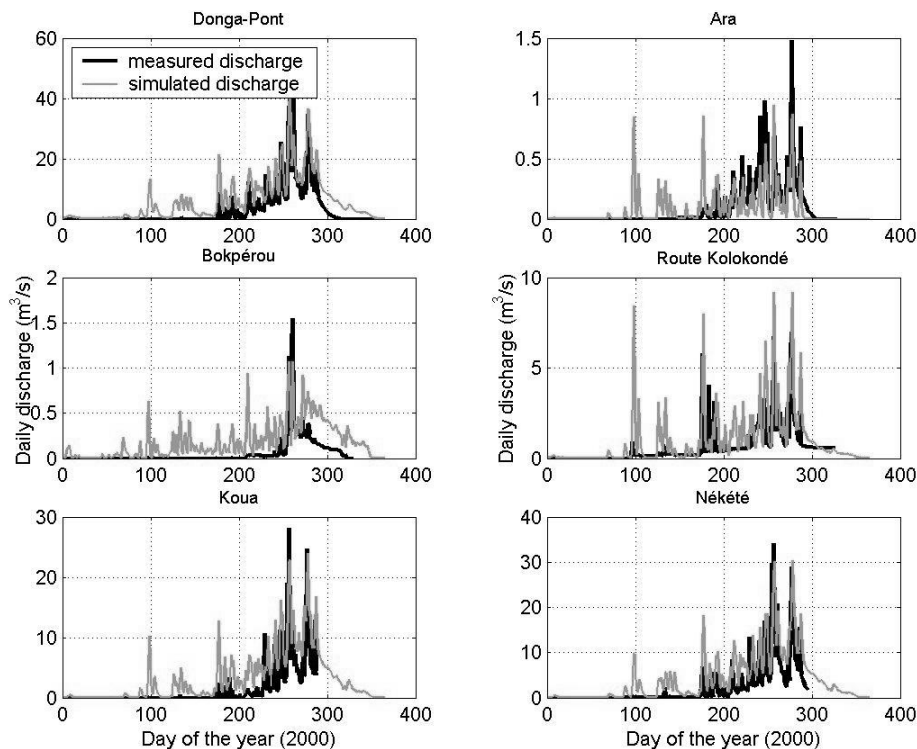 Donga-Pont
60
40
20
0
measured discharge
simulated discharge
0 100 200 300 400
Ara
1.5
1
0.5
0
0 100 200 300 400
Bokpérou
Daily discharge (m³/s)
2
1.5
1
0.5
0
0 100 200 300 400
Route Kolokondé
Daily discharge (m³/s)
10
5
0
0 100 200 300 400
Koua
30
20
10
0
0 100 200 300 400
Day of the year (2000)
Nékété
40
30
20
10
0
0 100 200 300 400
Day of the year (2000)